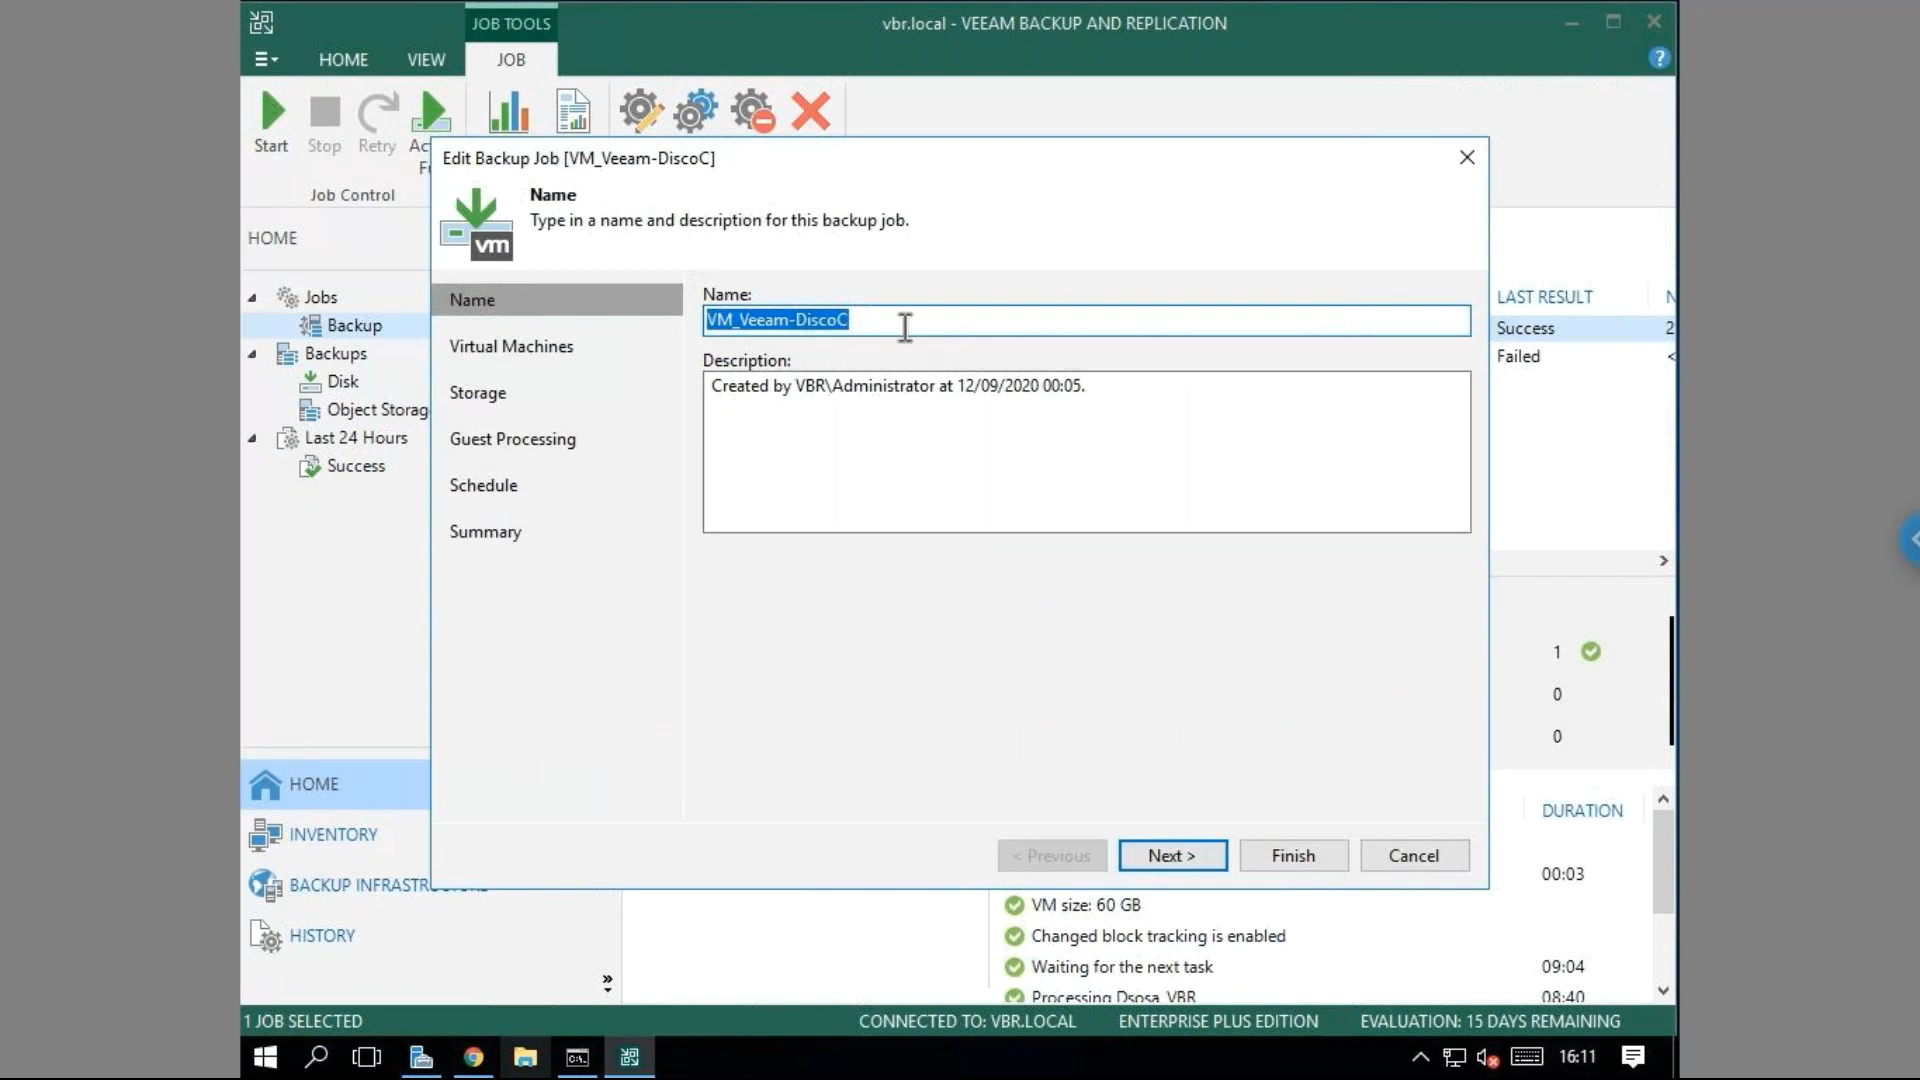 JOB TOOLS
vbr.local - VEEAM BACKUP AND REPLICATION
HOME
VIEW
JOB
?
Start
Stop
Retry
Job Control
Edit Backup Job [VM_Veeam-DiscoC]
Name
Type in a name and description for this backup job.
vm
HOME
Jobs
Backup
Backups
Disk
Object Storag
Last 24 Hours
Success
Name
Virtual Machines
Storage
Guest Processing
Schedule
Summary
Name:
VM_Veeam-DiscoC
Description:
Created by VBR\Administrator at 12/09/2020 00:05.
LAST RESULT
Success
2
Failed
<
1
0
0
< Previous
Next >
Finish
Cancel
HOME
INVENTORY
BACKUP INFRASTRUCTURE
HISTORY
DURATION
00:03
VM size: 60 GB
Changed block tracking is enabled
Waiting for the next task
09:04
Processing Dsosa_VBR
08:40
1 JOB SELECTED
CONNECTED TO: VBR.LOCAL
ENTERPRISE PLUS EDITION
EVALUATION: 15 DAYS REMAINING
16:11